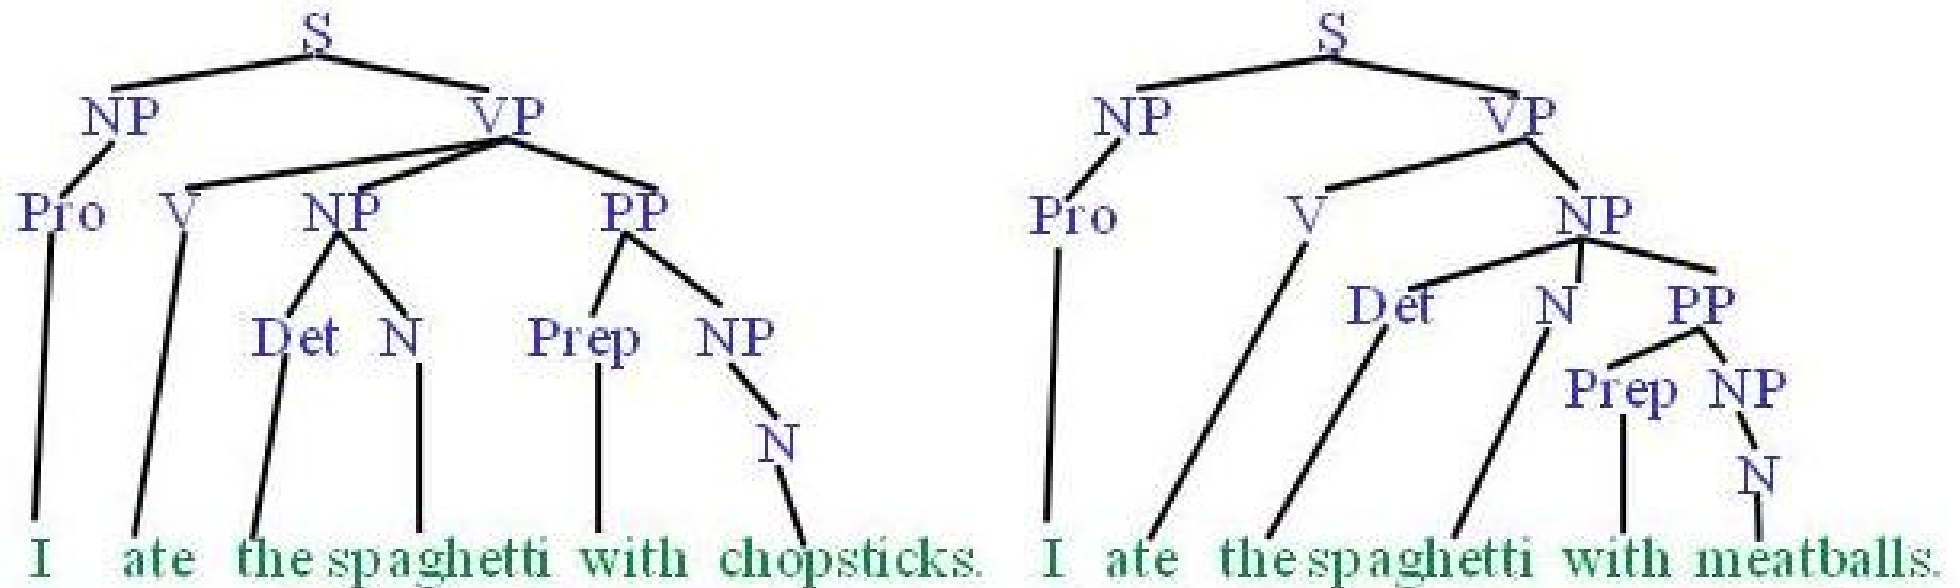 S S
NP VP NP VP
Pro V NP PP Pro V NP
Det N PP
Det N Prep NP
Prep NP
N
N
I ate the spaghetti with chopsticks. I ate the spaghetti with meatballs.